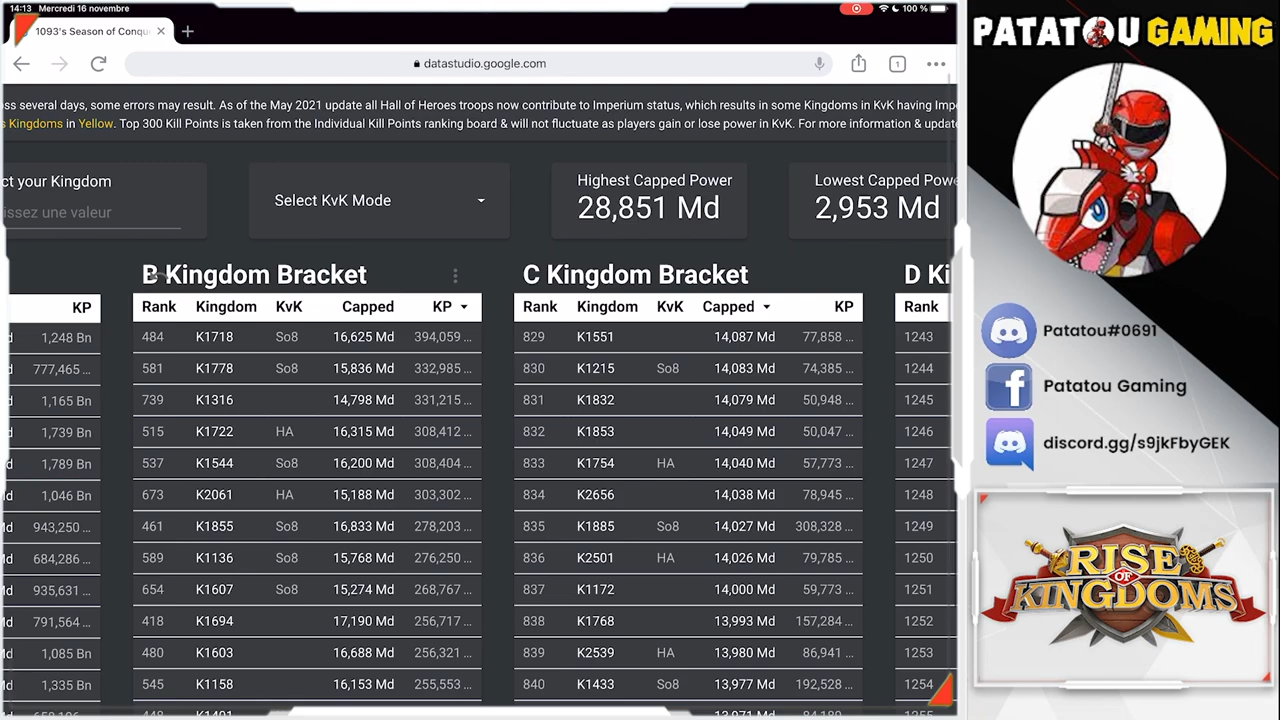 14:13 Mercredi 16 novembre
100 %
1093's Season of Conqu
datastudio.google.com
1
ss several days, some errors may result. As of the May 2021 update all Hall of Heroes troops now contribute to Imperium status, which results in some Kingdoms in KvK having Impe
s Kingdoms in Yellow. Top 300 Kill Points is taken from the Individual Kill Points ranking board & will not fluctuate as players gain or lose power in KvK. For more information & update
ct your Kingdom
issez une valeur
Select KvK Mode
Highest Capped Power
28,851 Md
Lowest Capped Powe
2,953 Md
KP
1,248 Bn
777,465 ...
1,165 Bn
1,739 Bn
1,789 Bn
1,046 Bn
943,250 ...
684,286 ...
935,631 ...
791,564 ...
1,085 Bn
1,335 Bn
B Kingdom Bracket
Rank Kingdom KvK Capped KP
484 K1718 So8 16,625 Md 394,059 ...
581 K1778 So8 15,836 Md 332,985 ...
739 K1316 14,798 Md 331,215 ...
515 K1722 HA 16,315 Md 308,412 ...
537 K1544 So8 16,200 Md 308,404 ...
673 K2061 HA 15,188 Md 303,302 ...
461 K1855 So8 16,833 Md 278,203 ...
589 K1136 So8 15,768 Md 276,250 ...
654 K1607 So8 15,274 Md 268,767 ...
418 K1694 17,190 Md 256,717 ...
480 K1603 16,688 Md 256,321 ...
545 K1158 16,153 Md 255,553 ...
C Kingdom Bracket
Rank Kingdom KvK Capped KP
829 K1551 14,087 Md 77,858 ...
830 K1215 So8 14,083 Md 74,385 ...
831 K1832 14,079 Md 50,948 ...
832 K1853 14,049 Md 50,047 ...
833 K1754 HA 14,040 Md 57,773 ...
834 K2656 14,038 Md 78,945 ...
835 K1885 So8 14,027 Md 308,328 ...
836 K2501 HA 14,026 Md 79,785 ...
837 K1172 14,000 Md 59,773 ...
838 K1768 13,993 Md 157,284 ...
839 K2539 HA 13,980 Md 86,941 ...
840 K1433 So8 13,977 Md 192,528 ...
D Ki
Rank
1243
1244
1245
1246
1247
1248
1249
1250
1251
1252
1253
1254
PATATOU GAMING
Patatou#0691
Patatou Gaming
discord.gg/s9jkFbyGEK
RISE
OF
KINGDOMS